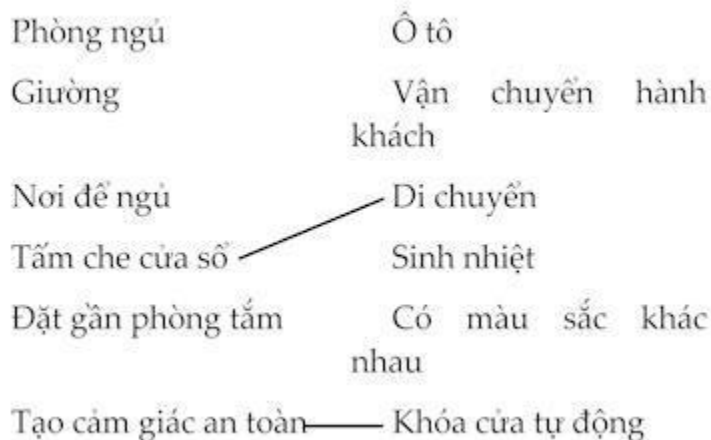 Phòng ngủ Ô tô
Giường Vận chuyển hành
khách
Nơi để ngủ Di chuyển
Tấm che cửa sổ Sinh nhiệt
Đặt gần phòng tắm Có màu sắc khác
nhau
Tạo cảm giác an toàn Khóa cửa tự động